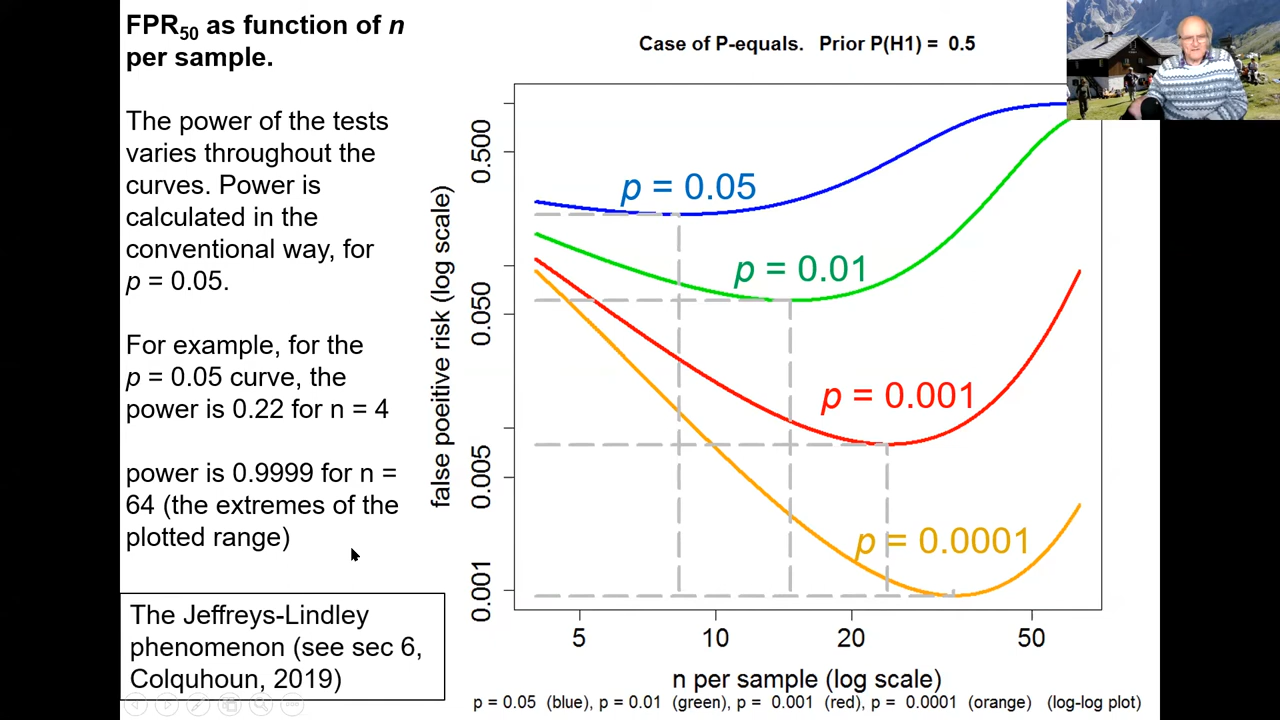 FPR50 as function of n
per sample.
The power of the tests
varies throughout the
curves. Power is
calculated in the
conventional way, for
p = 0.05.
For example, for the
p = 0.05 curve, the
power is 0.22 for n = 4
power is 0.9999 for n =
64 (the extremes of the
plotted range)
The Jeffreys-Lindley
phenomenon (see sec 6,
Colquhoun, 2019)
Case of P-equals. Prior P(H1) = 0.5
false poeitive risk (log scale)
0.500
0.050
0.005
0.001
p = 0.05
p = 0.01
p = 0.001
p = 0.0001
5 10 20 50
n per sample (log scale)
p = 0.05 (blue), p = 0.01 (green), p = 0.001 (red), p = 0.0001 (orange) (log-log plot)